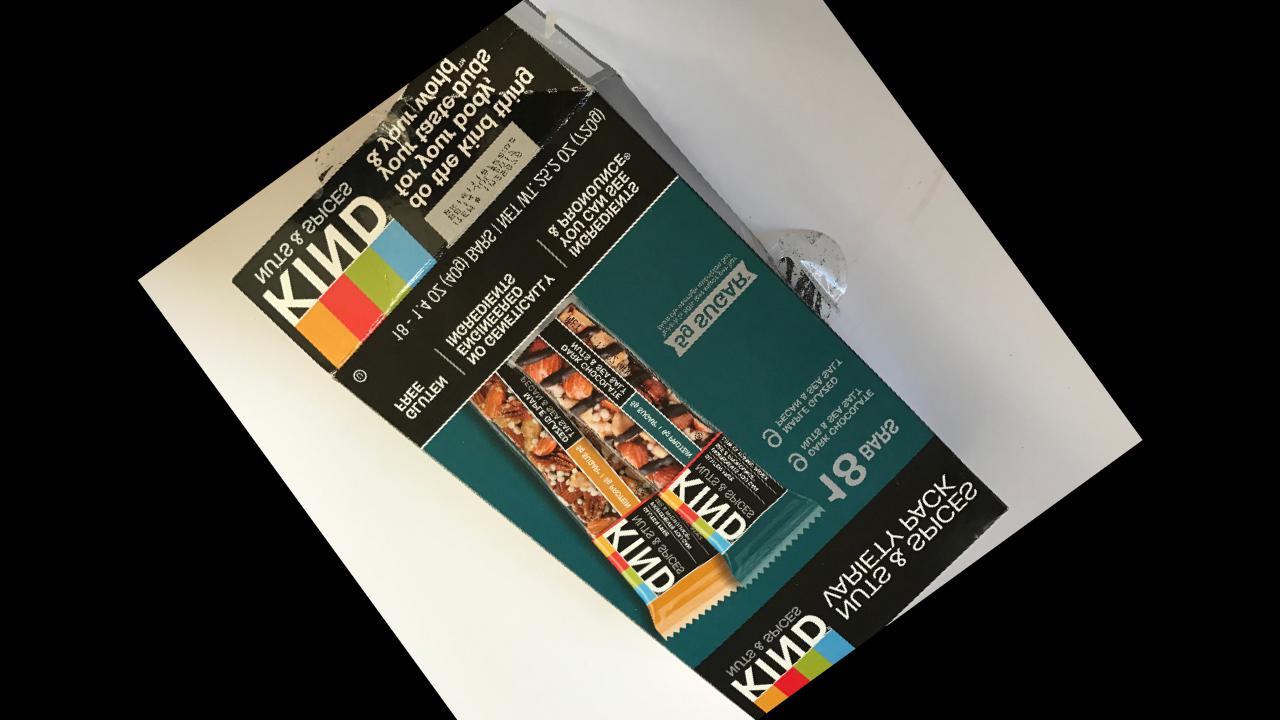 KIND
NUTS & SPICES
NUTS & SPICES
VARIETY PACK
18 BARS
9 DARK CHOCOLATE
NUTS & SEA SALT
9 MAPLE GLAZED
PECAN & SEA SALT
5g SUGAR
KIND
NUTS & SPICES
DARK CHOCOLATE
NUTS & SEA SALT
KIND
NUTS & SPICES
MAPLE GLAZED
PECAN & SEA SALT
GLUTEN
FREE
NO GENETICALLY
ENGINEERED
INGREDIENTS
INGREDIENTS
YOU CAN SEE
& PRONOUNCE®
18 - 1.4 OZ (40g) BARS | NET WT. 25.2 OZ (720g)
KIND
NUTS & SPICES
do the kind thing
for your body,
your taste buds
& your world™